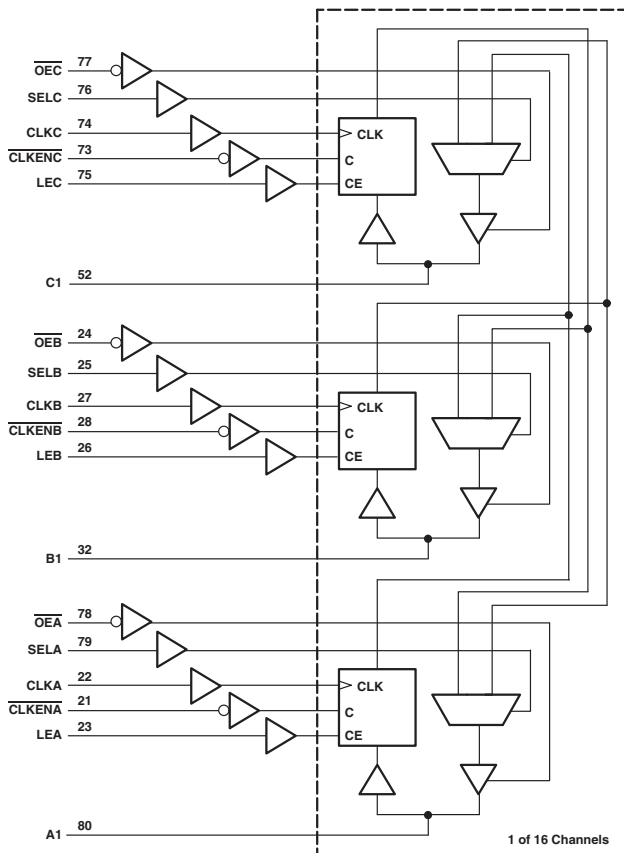 OEC 77
SELC 76
CLKC 74
CLKENC 73
LEC 75
CLK
C
CE
C1 52
OEB 24
SELB 25
CLKB 27
CLKENB 28
LEB 26
CLK
C
CE
B1 32
OEA 78
SELA 79
CLKA 22
CLKENA 21
LEA 23
CLK
C
CE
A1 80
1 of 16 Channels